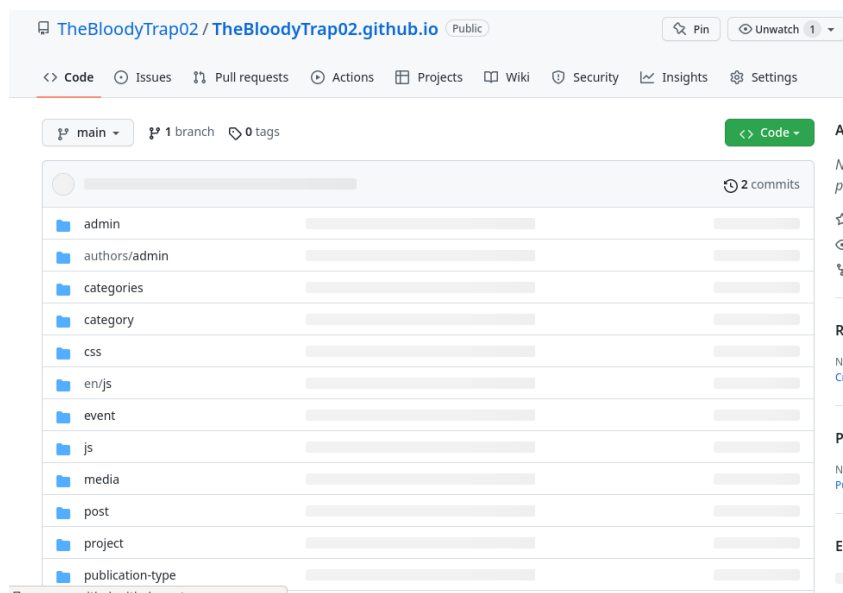 TheBloodyTrap02 / TheBloodyTrap02.github.io Public Pin Unwatch 1
Code Issues Pull requests Actions Projects Wiki Security Insights Settings
main 1 branch 0 tags Code
2 commits
admin
authors/admin
categories
category
css
en/js
event
js
media
post
project
publication-type